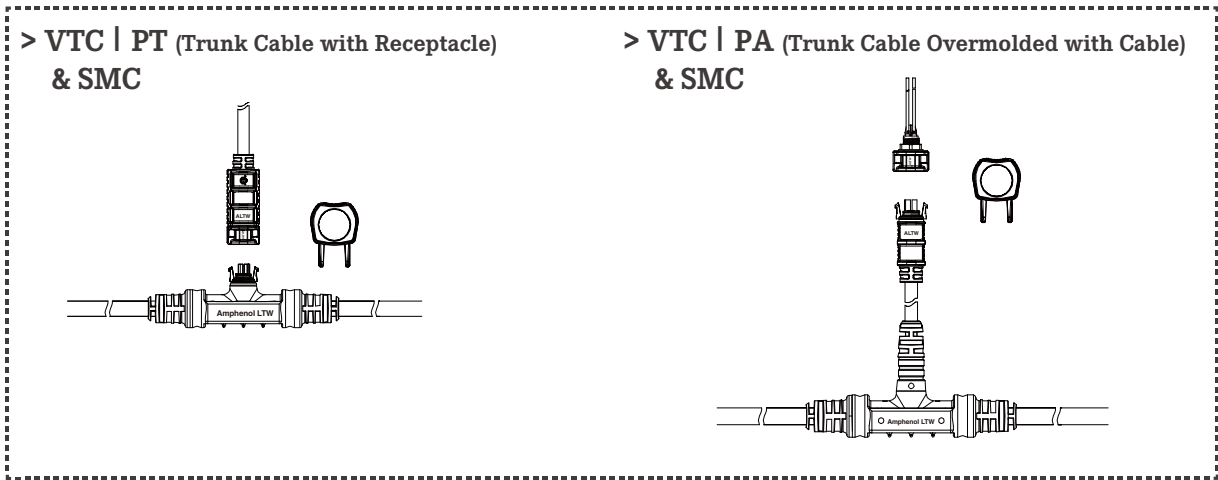 > VTC | PT (Trunk Cable with Receptacle)
& SMC
ALTW
Amphenol LTW
> VTC | PA (Trunk Cable Overmolded with Cable)
& SMC
ALTW
Amphenol LTW